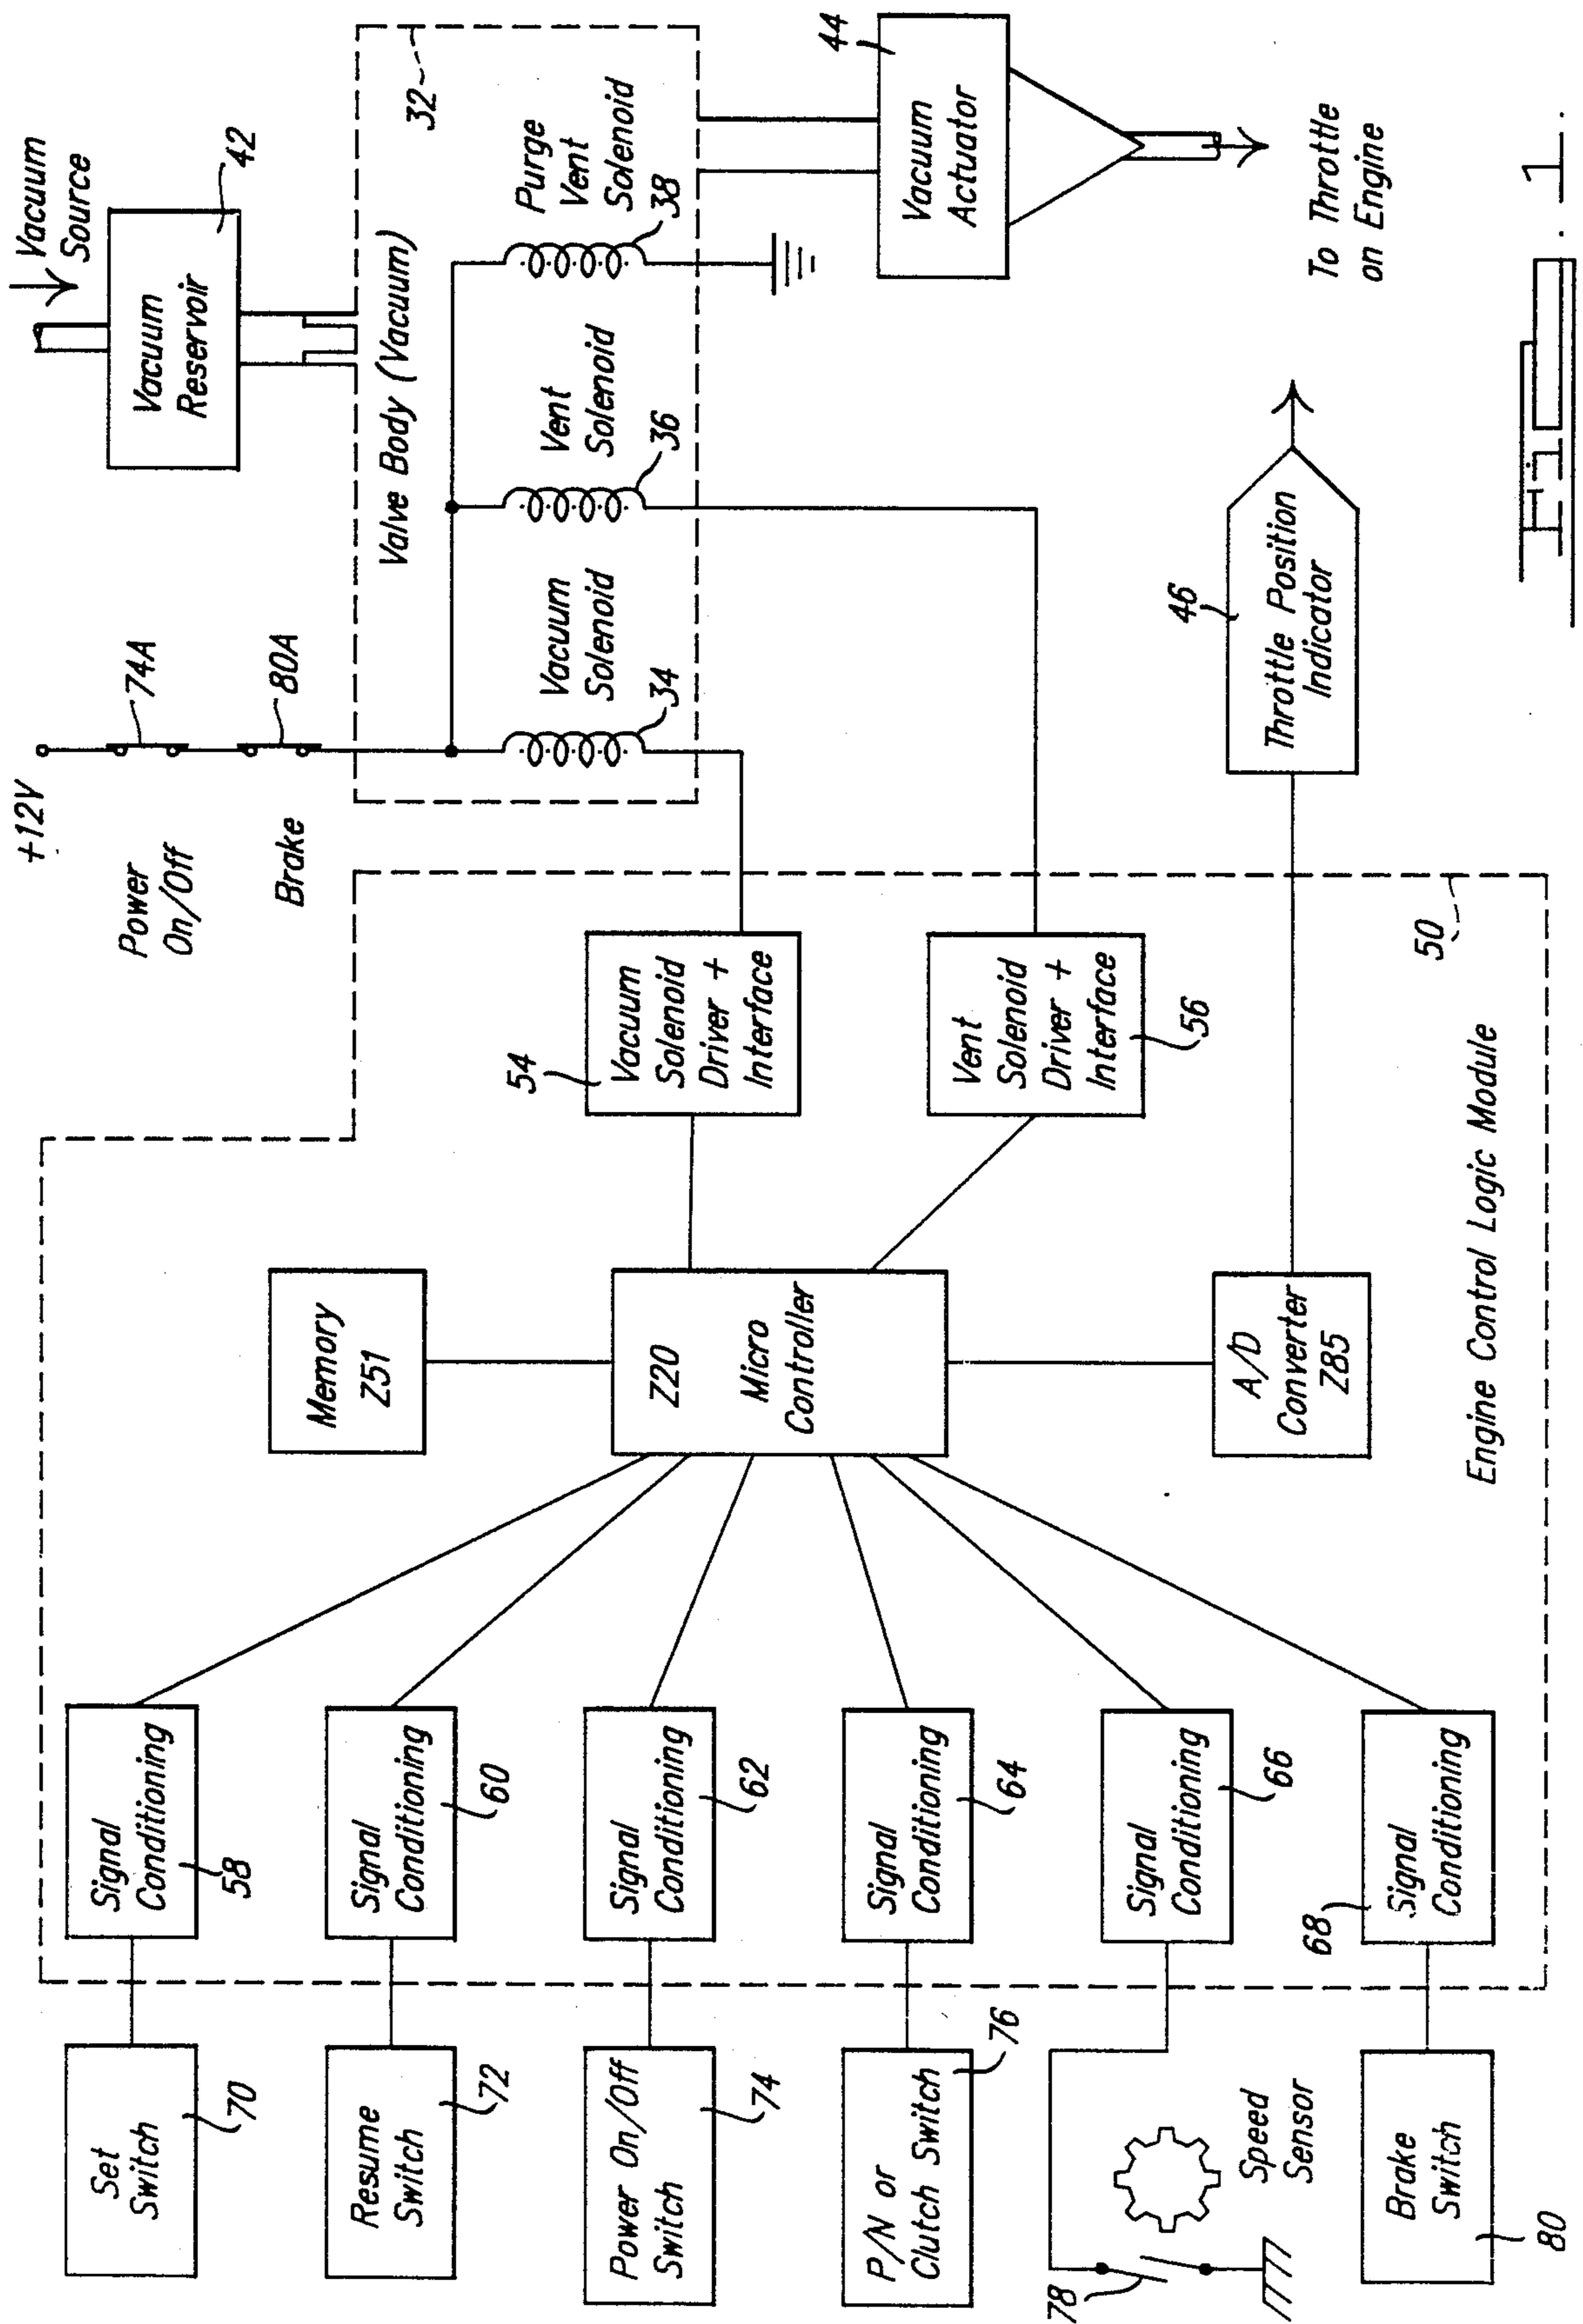 +12V
Power
On/Off
74A
Brake
80A
Vacuum
Source
Vacuum
Reservoir
42
Valve Body (Vacuum)
32
Vacuum
Solenoid
34
Vent
Solenoid
36
Purge
Vent
Solenoid
38
Vacuum
Actuator
44
To Throttle
on Engine
Throttle Position
Indicator
46
Set
Switch
70
Resume
Switch
72
Power On/Off
Switch
74
P/N or
Clutch Switch
76
78
Speed
Sensor
Brake
Switch
80
Signal
Conditioning
58
Signal
Conditioning
60
Signal
Conditioning
62
Signal
Conditioning
64
Signal
Conditioning
66
Signal
Conditioning
68
Memory
Z51
Z20
Micro
Controller
A/D
Converter
Z85
54
Vacuum
Solenoid
Driver +
Interface
Vent
Solenoid
Driver +
Interface
56
50
Engine Control Logic Module
Fig. 1.